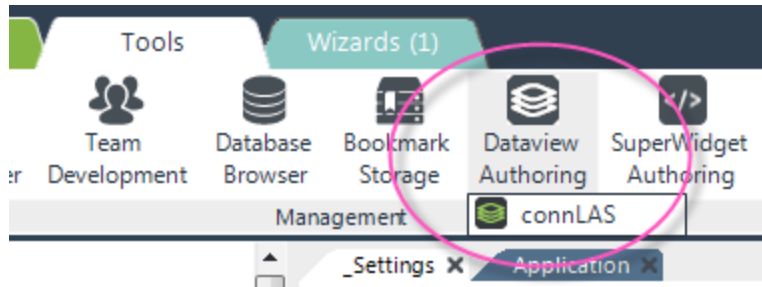 Tools
Wizards (1)
Team
Development
Database
Browser
Bookmark
Storage
Dataview
Authoring
</>
SuperWidget
Authoring
Management
connLAS
_Settings
Application